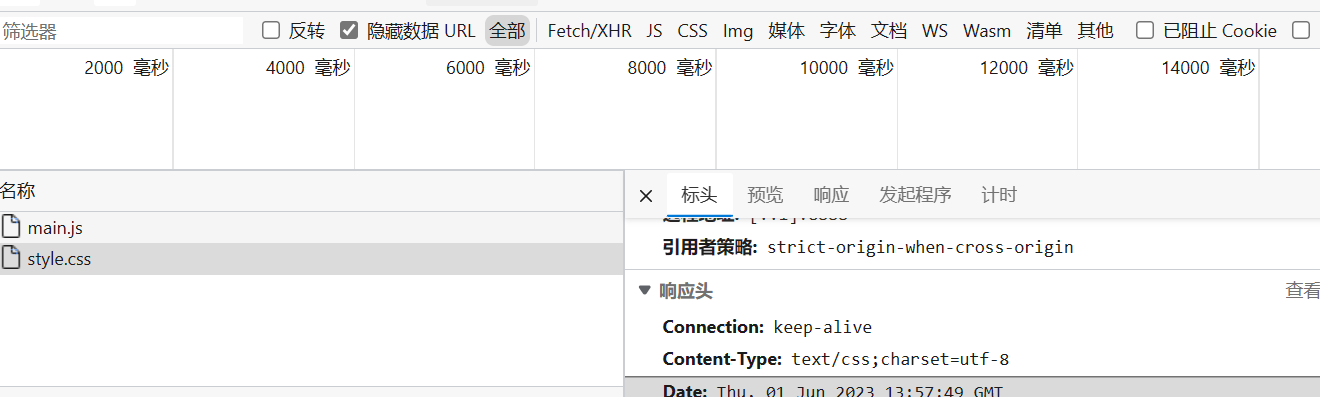 筛选器 反转 隐藏数据 URL 全部 Fetch/XHR JS CSS Img 媒体 字体 文档 WS Wasm 清单 其他 已阻止 Cookie
2000 毫秒 4000 毫秒 6000 毫秒 8000 毫秒 10000 毫秒 12000 毫秒 14000 毫秒
名称
main.js
style.css
标头 预览 响应 发起程序 计时
引用者策略: strict-origin-when-cross-origin
响应头 查看
Connection: keep-alive
Content-Type: text/css;charset=utf-8
Date: Thu, 01 Jun 2023 13:57:49 GMT